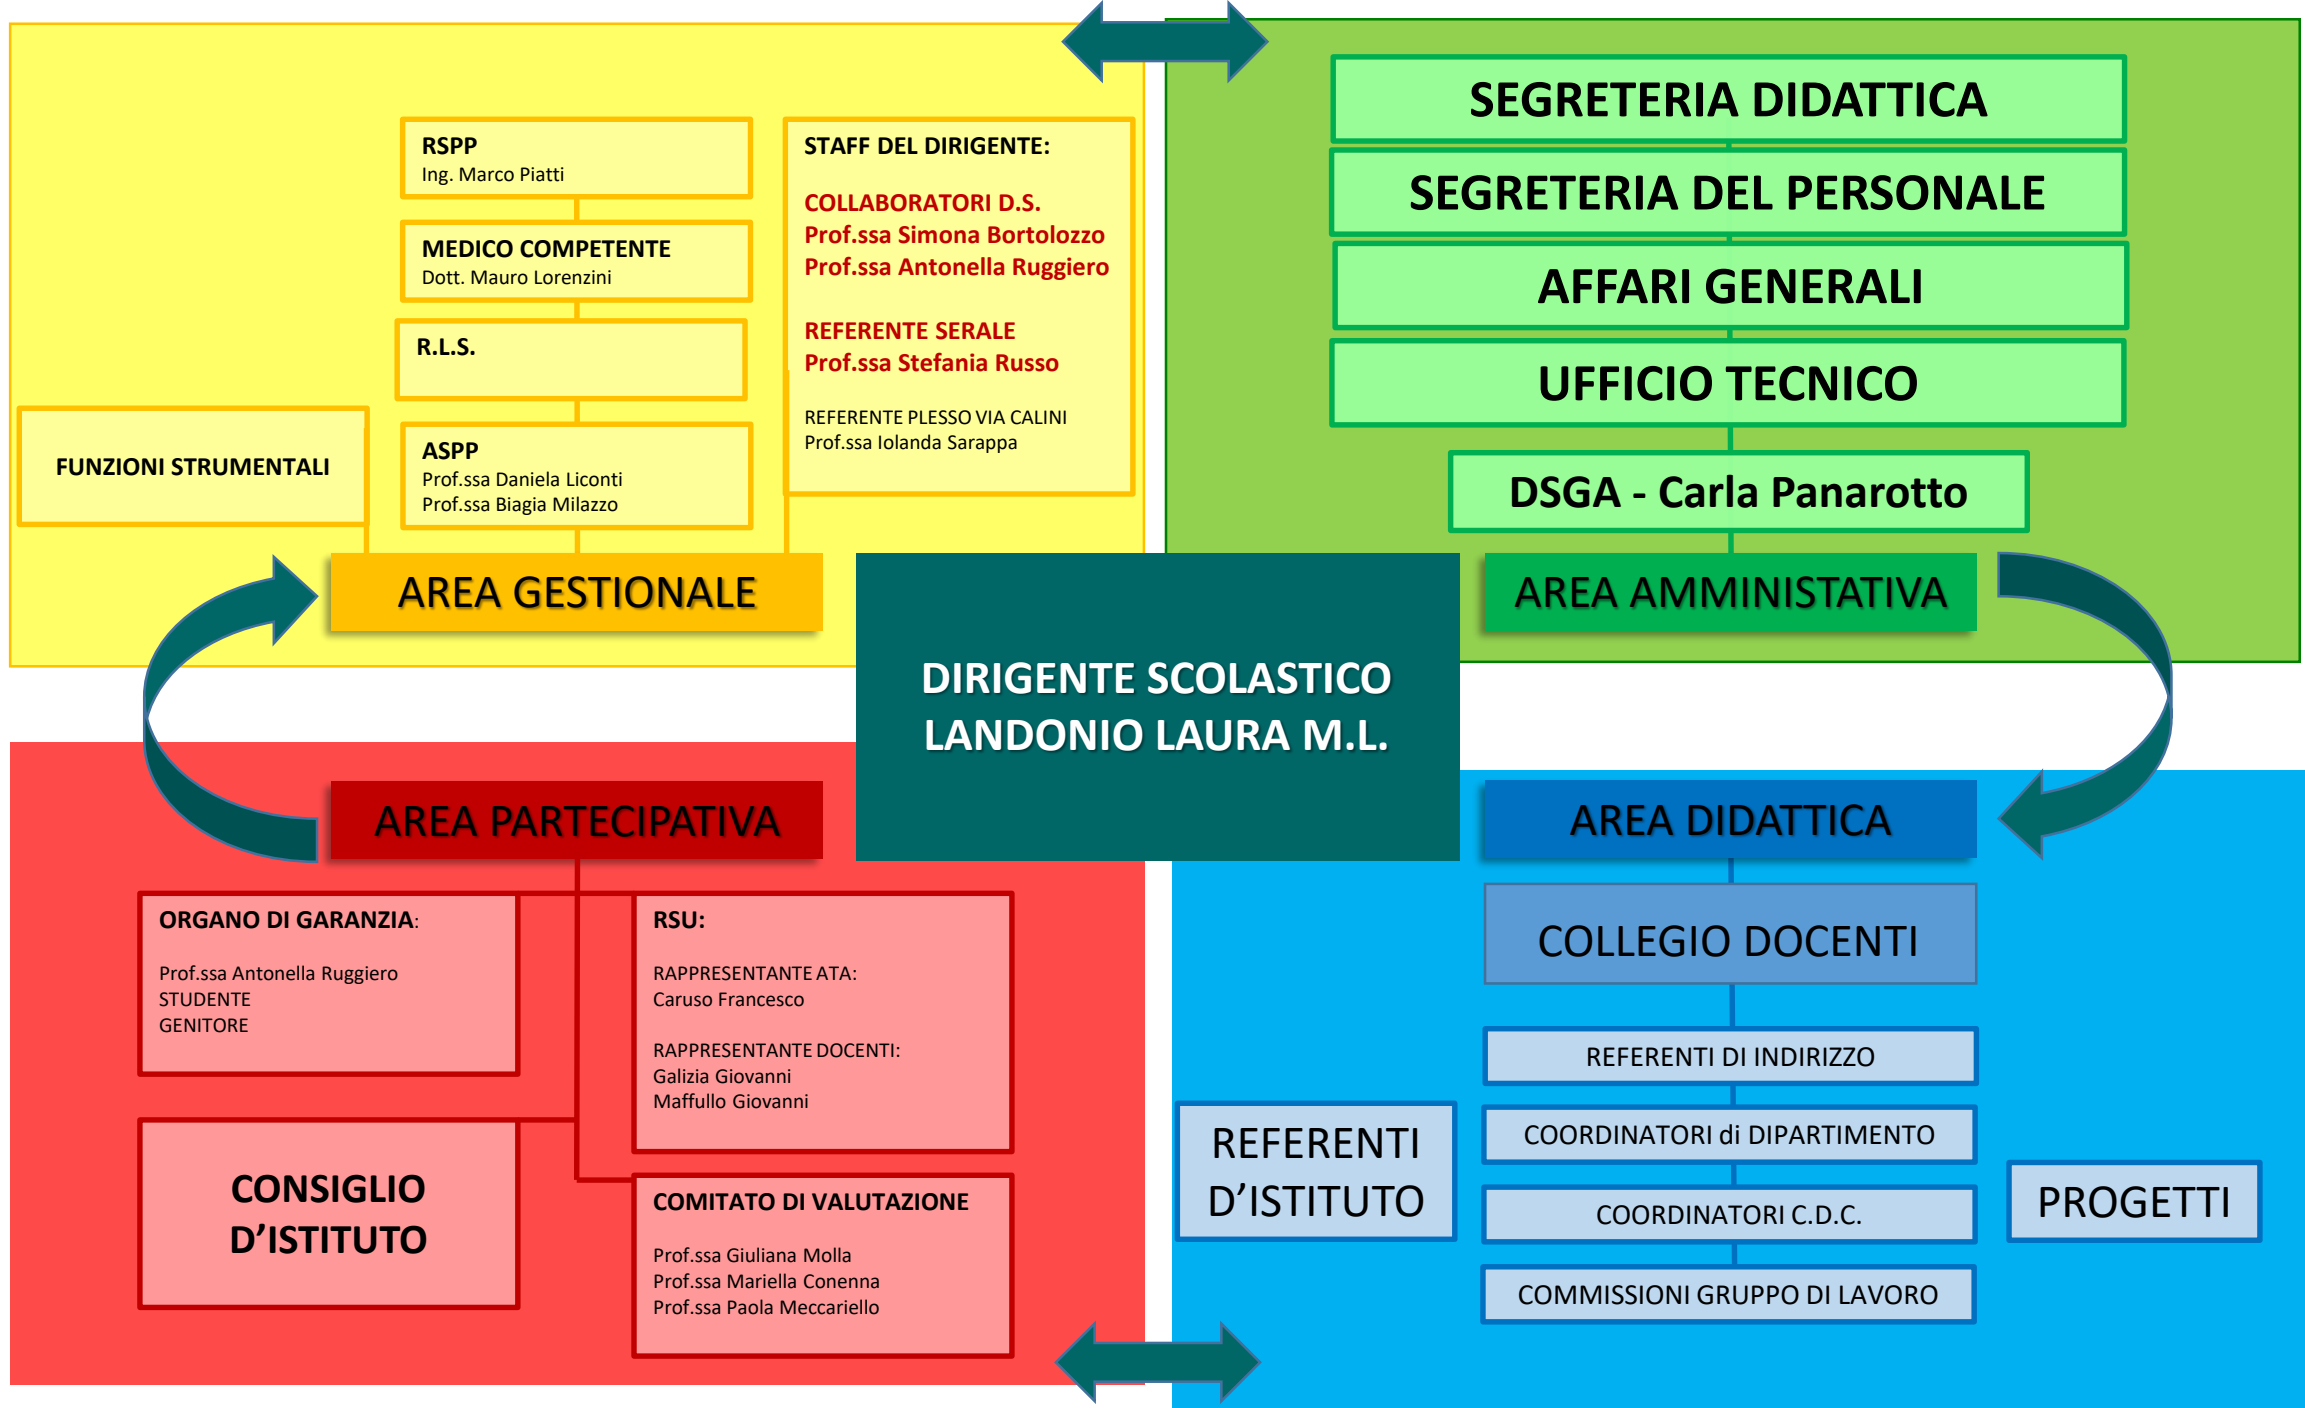 RSPP
Ing. Marco Piatti
MEDICO COMPETENTE
Dott. Mauro Lorenzini
R.L.S.
ASPP
Prof.ssa Daniela Liconti
Prof.ssa Biagia Milazzo
FUNZIONI STRUMENTALI
STAFF DEL DIRIGENTE:
COLLABORATORI D.S.
Prof.ssa Simona Bortolozzo
Prof.ssa Antonella Ruggiero
REFERENTE SERALE
Prof.ssa Stefania Russo
REFERENTE PLESSO VIA CALINI
Prof.ssa Iolanda Sarappa
AREA GESTIONALE
SEGRETERIA DIDATTICA
SEGRETERIA DEL PERSONALE
AFFARI GENERALI
UFFICIO TECNICO
DSGA - Carla Panarotto
AREA AMMINISTATIVA
DIRIGENTE SCOLASTICO
LANDONIO LAURA M.L.
AREA PARTECIPATIVA
ORGANO DI GARANZIA:
Prof.ssa Antonella Ruggiero
STUDENTE
GENITORE
RSU:
RAPPRESENTANTE ATA:
Caruso Francesco
RAPPRESENTANTE DOCENTI:
Galizia Giovanni
Maffullo Giovanni
CONSIGLIO
D’ISTITUTO
COMITATO DI VALUTAZIONE
Prof.ssa Giuliana Molla
Prof.ssa Mariella Conenna
Prof.ssa Paola Meccariello
AREA DIDATTICA
COLLEGIO DOCENTI
REFERENTI DI INDIRIZZO
COORDINATORI di DIPARTIMENTO
COORDINATORI C.D.C.
COMMISSIONI GRUPPO DI LAVORO
REFERENTI
D’ISTITUTO
PROGETTI